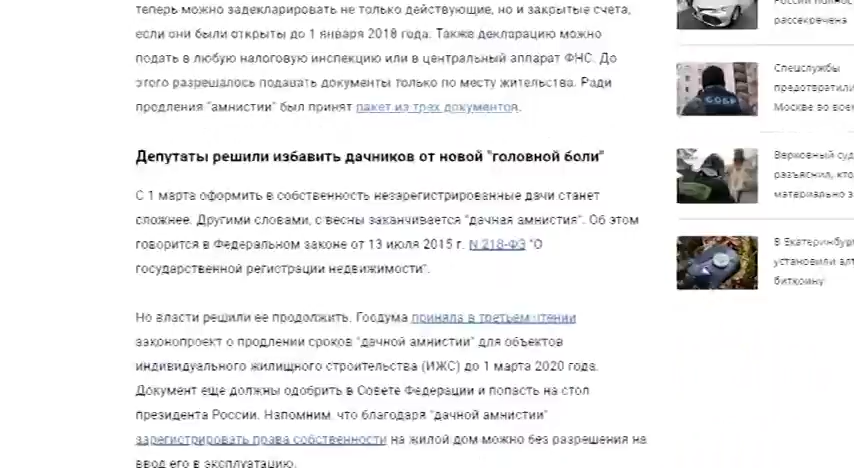 теперь можно задекларировать не только действующие, но и закрытые счета,
если они были открыты до 1 января 2018 года. Также декларацию можно
подать в любую налоговую инспекцию или в центральный аппарат ФНС. До
этого разрешалось подавать документы только по месту жительства. Ради
продления "амнистии" был принят пакет из трех документов.
Депутаты решили избавить дачников от новой "головной боли"
С 1 марта оформить в собственность незарегистрированные дачи станет
сложнее. Другими словами, с весны заканчивается "дачная амнистия". Об этом
говорится в Федеральном законе от 13 июля 2015 г. N 218-ФЗ "О
государственной регистрации недвижимости".
Но власти решили ее продолжить. Госдума приняла в третьем чтении
законопроект о продлении сроков "дачной амнистии" для объектов
индивидуального жилищного строительства (ИЖС) до 1 марта 2020 года.
Документ еще должны одобрить в Совете Федерации и попасть на стол
президента России. Напомним, что благодаря "дачной амнистии"
зарегистрировать права собственности на жилой дом можно без разрешения на
ввод его в эксплуатацию.
России полнос
рассекречена
Спецслужбы
предотвратили
Москве во вое
СОБР
Верховный суд
разъяснил, кто
материально з
В Екатеринбург
установили алт
биткоину